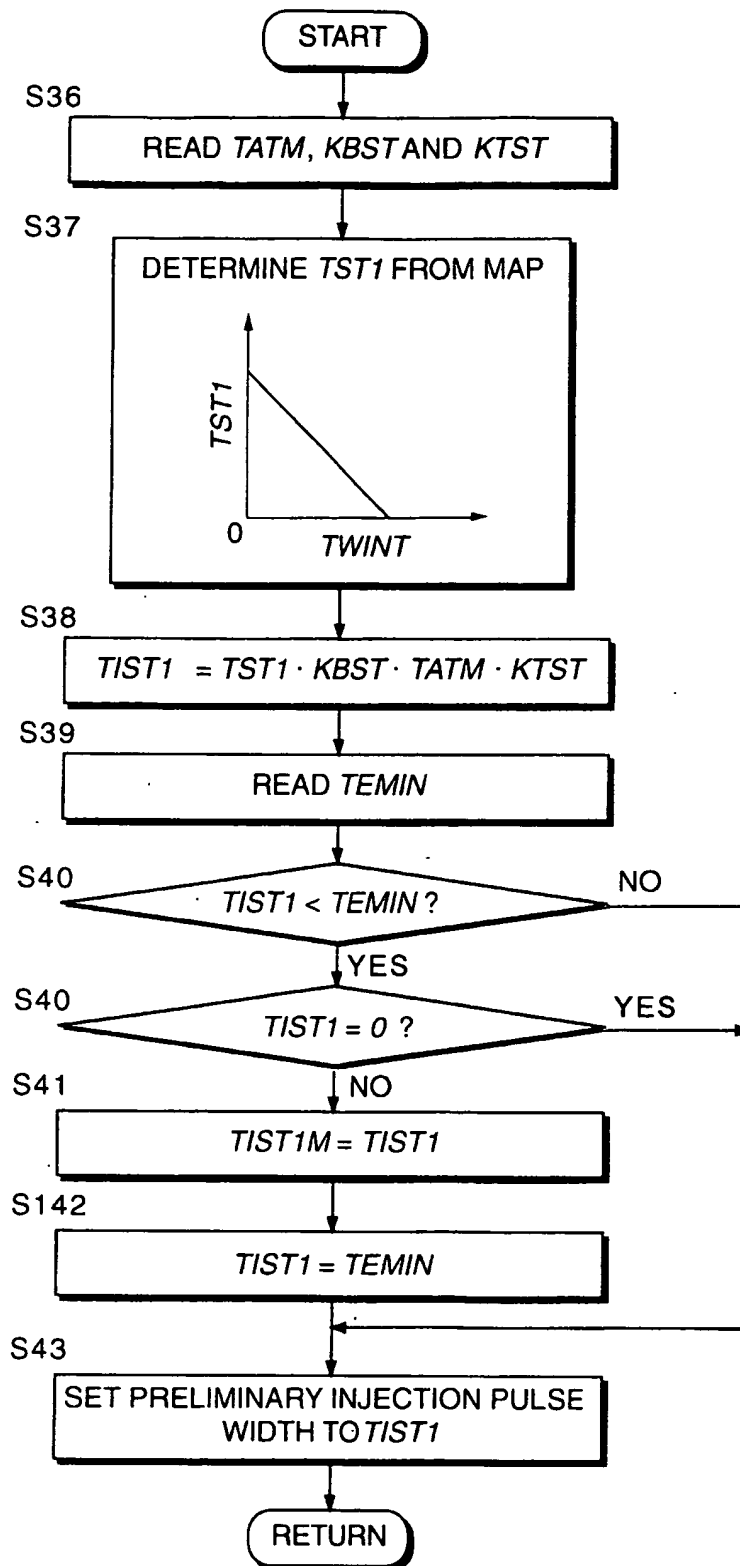 START
S36
READ TATM, KBST AND KTST
S37
DETERMINE TST1 FROM MAP
TST1
0
TWINT
S38
TIST1 = TST1 · KBST · TATM · KTST
S39
READ TEMIN
S40
TIST1 < TEMIN ?
NO
YES
S40
TIST1 = 0 ?
YES
NO
S41
TIST1M = TIST1
S142
TIST1 = TEMIN
S43
SET PRELIMINARY INJECTION PULSE
WIDTH TO TIST1
RETURN